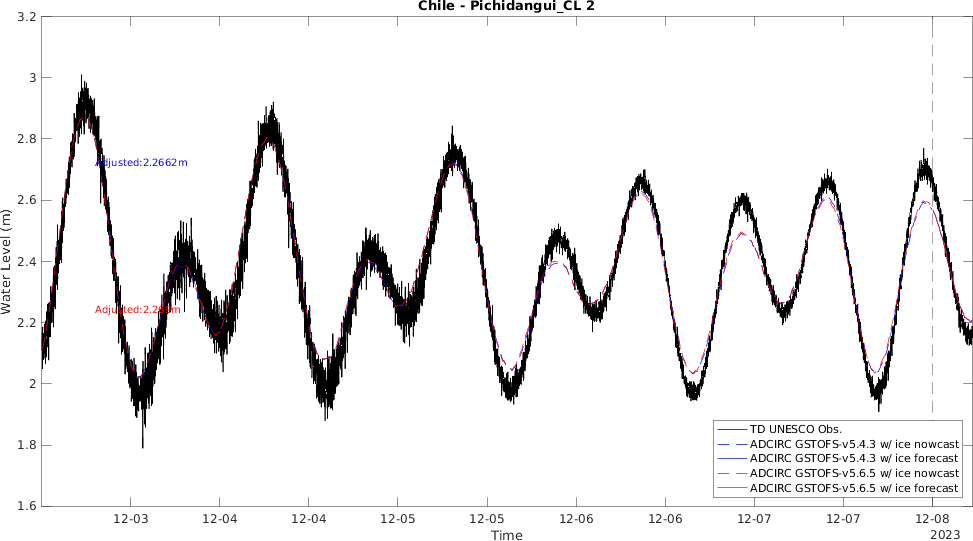 Chile - Pichidangui_CL 2
3.2
3
2.8
2.6
2.4
2.2
2
1.8
1.6
Water Level (m)
Adjusted:2.2662m
12-03
12-04
12-04
12-05
12-05
12-06
12-06
12-07
12-07
12-08
2023
Time
TD UNESCO Obs.
ADCIRC GSTOFS-v5.4.3 w/ ice nowcast
ADCIRC GSTOFS-v5.4.3 w/ ice forecast
ADCIRC GSTOFS-v5.6.5 w/ ice nowcast
ADCIRC GSTOFS-v5.6.5 w/ ice forecast